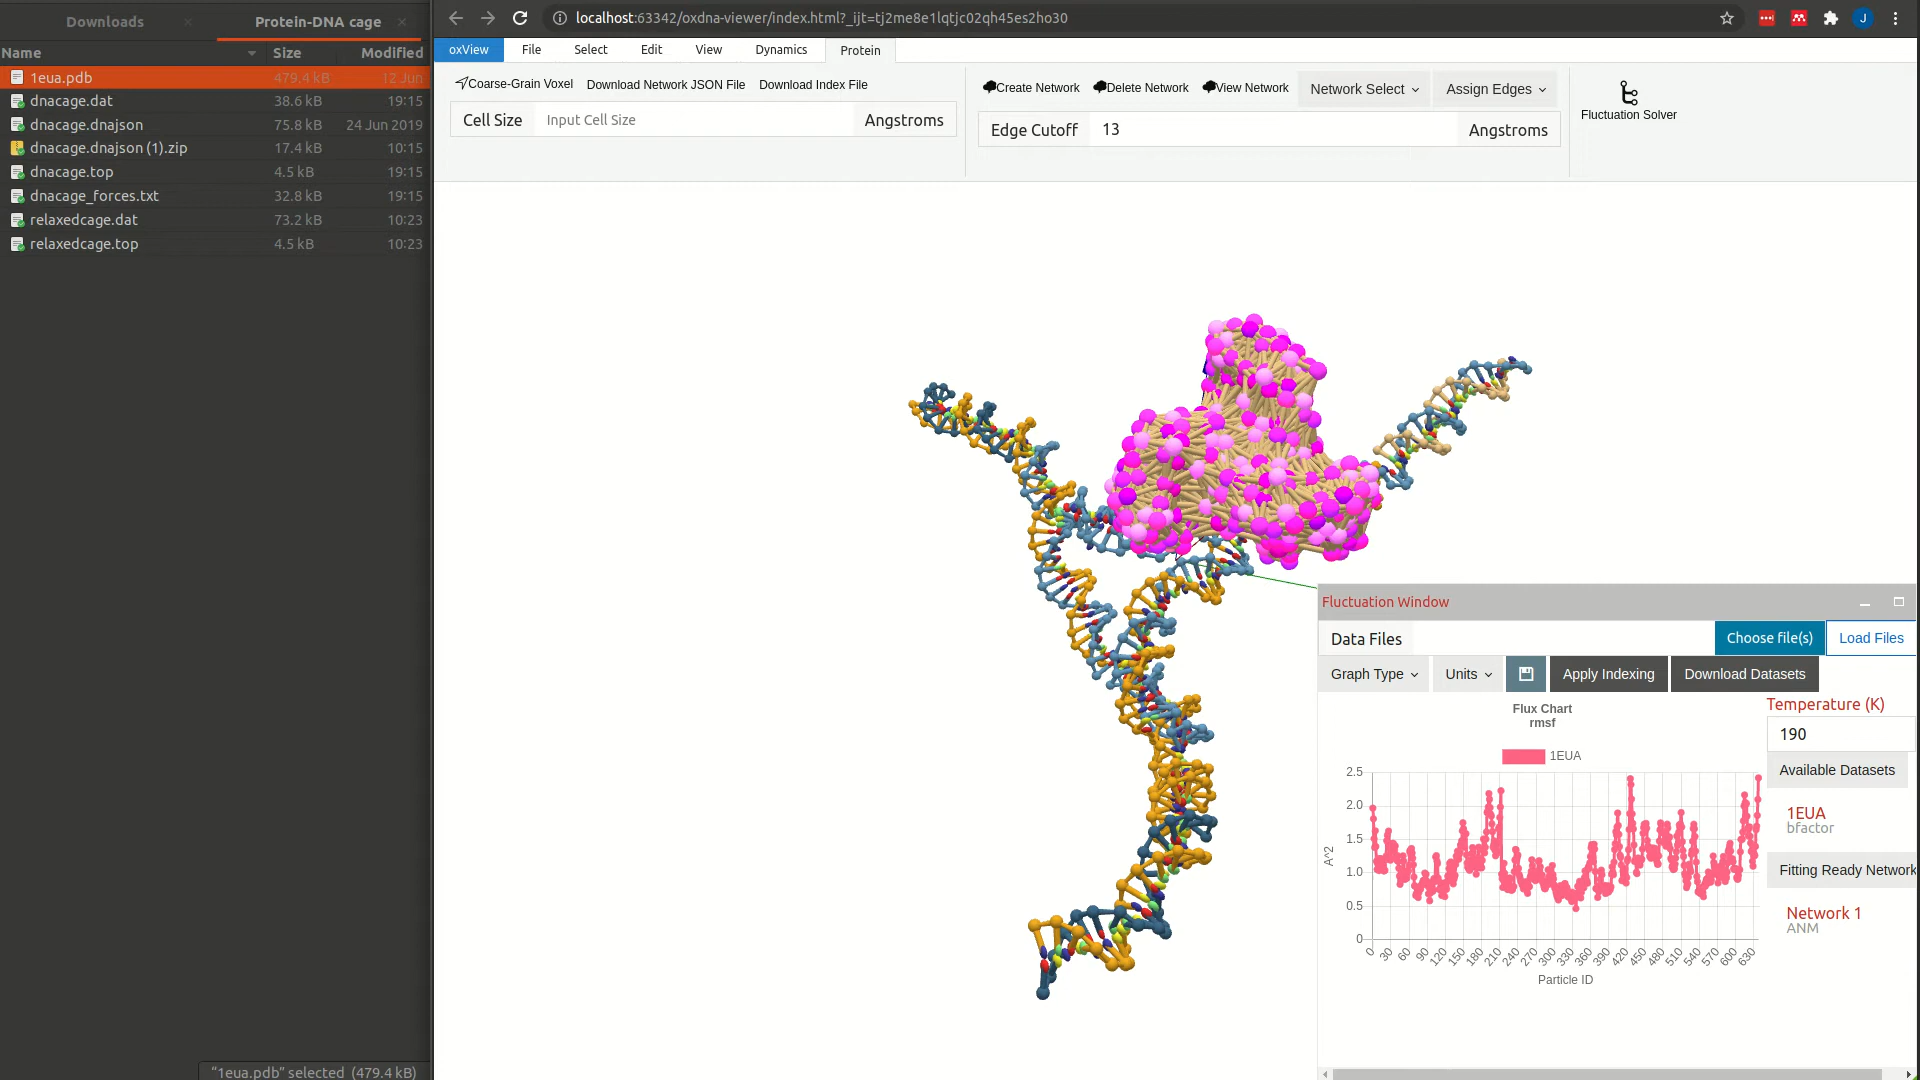 Downloads × Protein-DNA cage ×
Name Size Modified
1eua.pdb 479.4 kB 12 Jun
dnacage.dat 38.6 kB 19:15
dnacage.dnajson 75.8 kB 24 Jun 2019
dnacage.dnajson (1).zip 17.4 kB 10:15
dnacage.top 4.5 kB 19:15
dnacage_forces.txt 32.8 kB 19:15
relaxedcage.dat 73.2 kB 10:23
relaxedcage.top 4.5 kB 10:23
"1eua.pdb" selected (479.4 kB)
localhost:63342/oxdna-viewer/index.html?_ijt=tj2me8e1lqtjc02qh45es2ho30
J
oxView File Select Edit View Dynamics Protein
Coarse-Grain Voxel Download Network JSON File Download Index File
Cell Size Input Cell Size Angstroms
Create Network Delete Network View Network Network Select Assign Edges
Edge Cutoff 13 Angstroms
Fluctuation Solver
Fluctuation Window
Data Files Choose file(s) Load Files
Graph Type Units Apply Indexing Download Datasets
Flux Chart
rmsf
1EUA
2.5
2.0
1.5
1.0
0.5
0
A^2
0 30 60 90 120 150 180 210 240 270 300 330 360 390 420 450 480 510 540 570 600 630
Particle ID
Temperature (K)
190
Available Datasets
1EUA
bfactor
Fitting Ready Network
Network 1
ANM